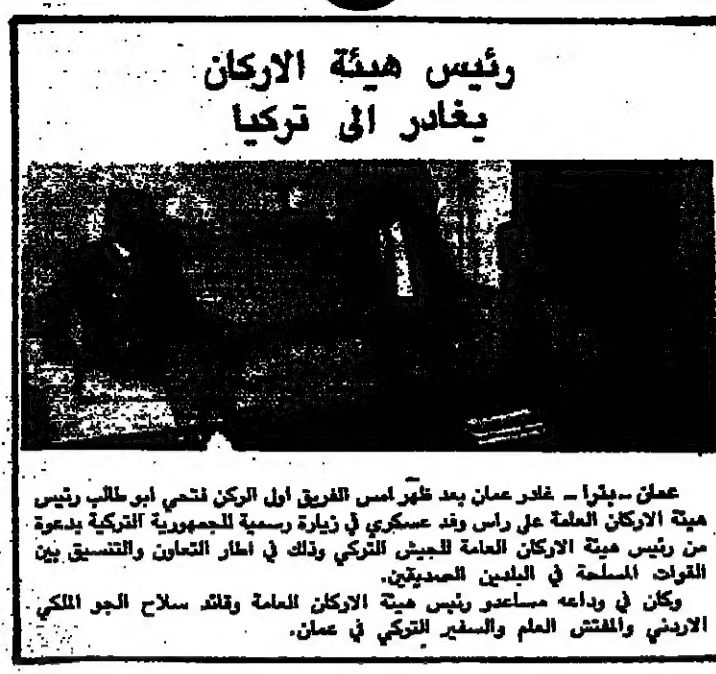 رئيس هيئة الاركان
يغادر الى تركيا
عمان - بترا - غادر عمان بعد ظهر امس الفريق اول الركن فتحي ابو طالب رئيس
هيئة الاركان العامة على راس وفد عسكري في زيارة رسمية للجمهورية التركية بدعوة
من رئيس هيئة الاركان العامة للجيش التركي وذلك في اطار التعاون والتنسيق بين
القوات المسلحة في البلدين الصديقين.
وكان في وداعه مساعدو رئيس هيئة الاركان العامة وقائد سلاح الجو الملكي
الاردني والمفتش العام والسفير التركي في عمان.